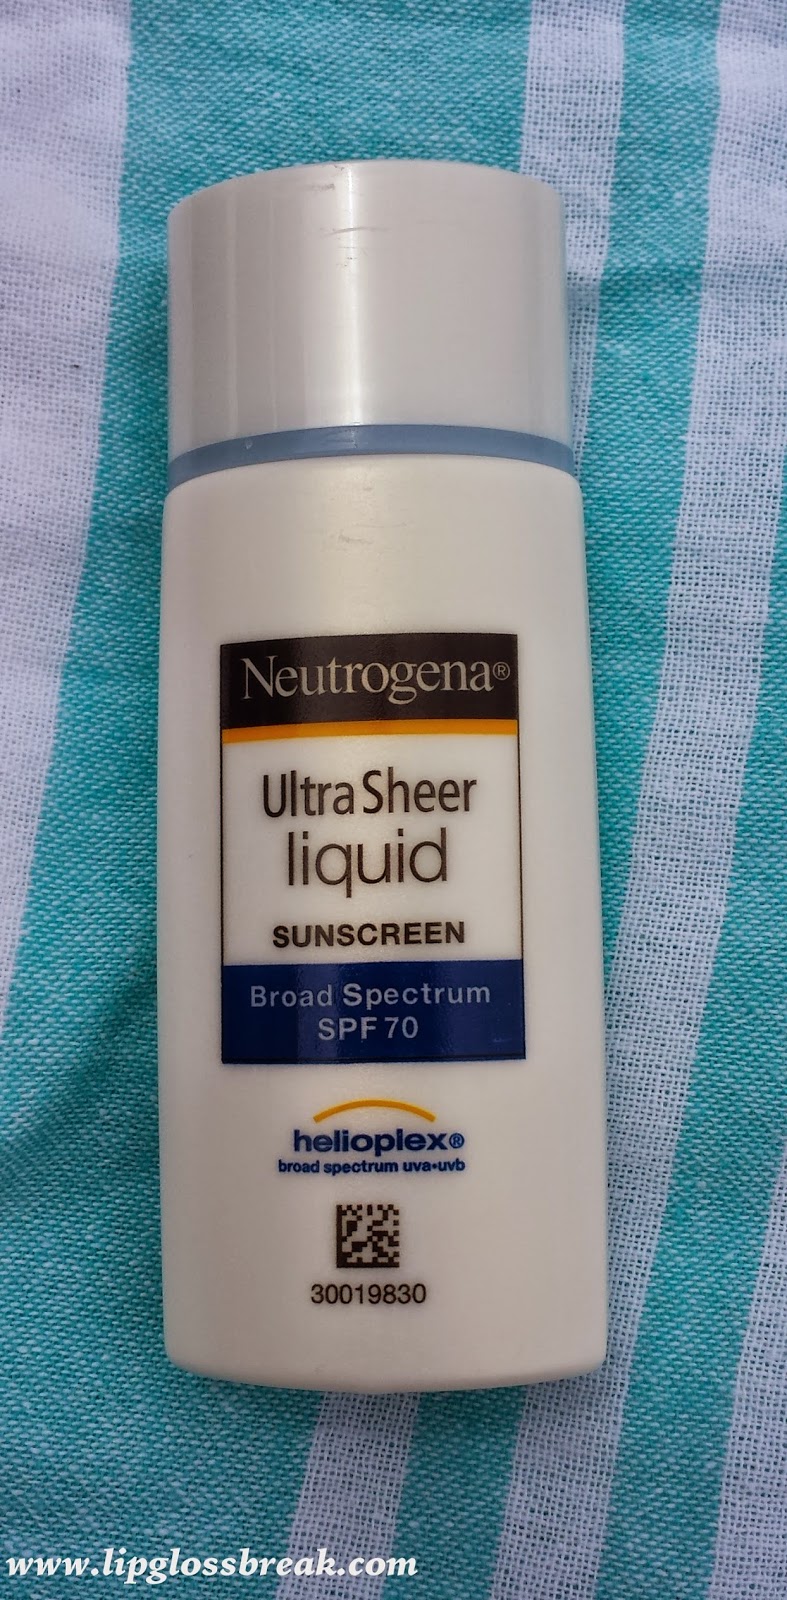 Neutrogena®
Ultra Sheer
liquid
SUNSCREEN
Broad Spectrum
SPF 70
helioplex®
broad spectrum uva•uvb
30019830
www.lipglossbreak.com